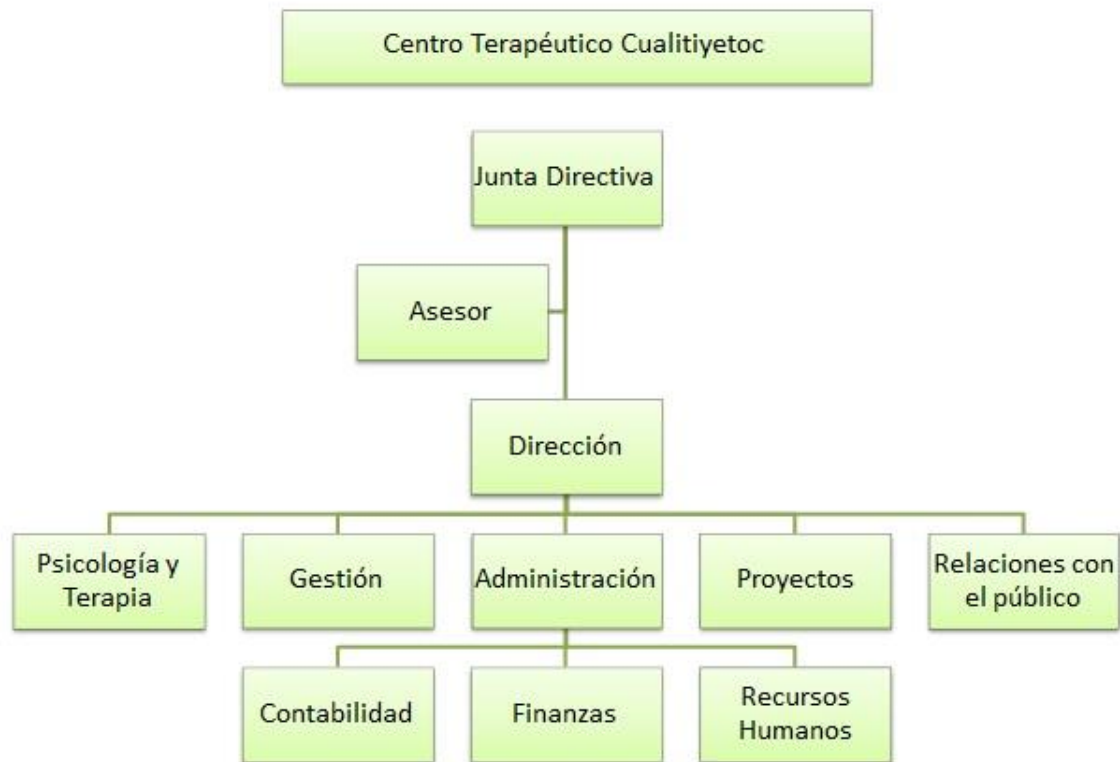 Centro Terapéutico Cualitiyetoc
Junta Directiva
Asesor
Dirección
Psicología y
Terapia
Gestión
Administración
Proyectos
Relaciones con
el público
Contabilidad
Finanzas
Recursos
Humanos